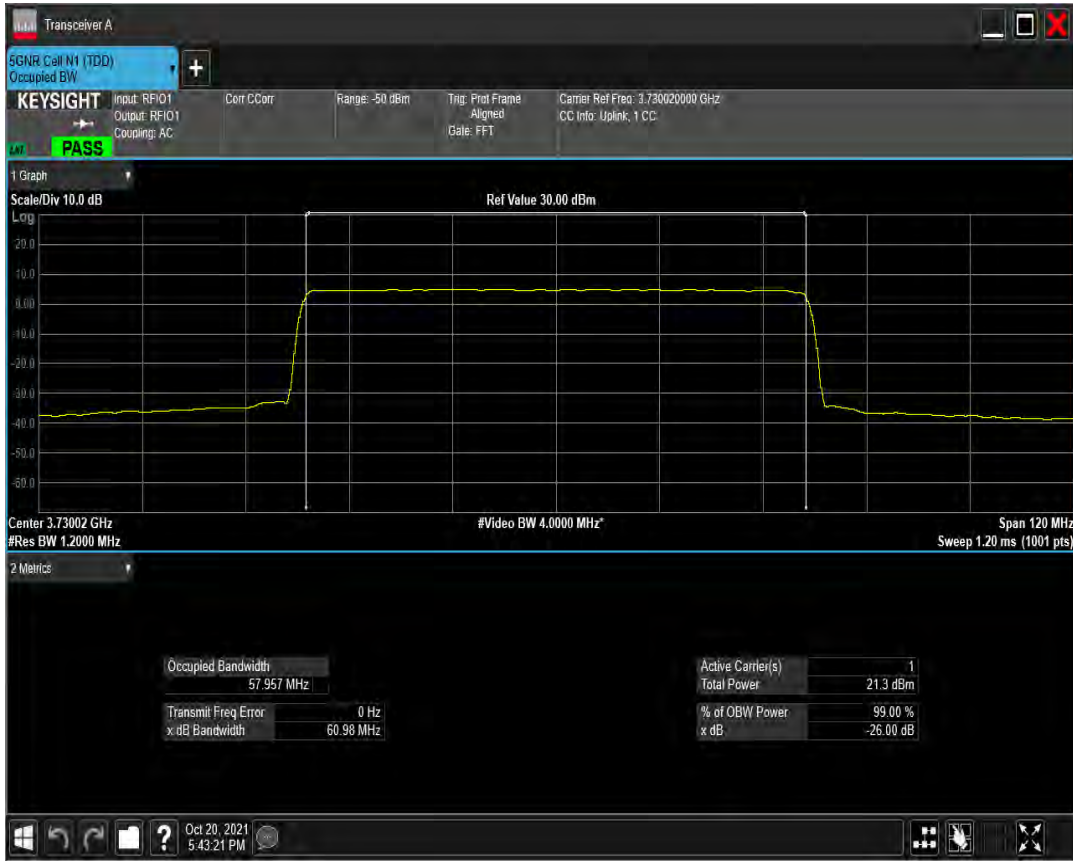 Transceiver A
5GNR Cell N1 (TDD)
Occupied BW
KEYSIGHT
PASS
Input: RFIO1
Output: RFIO1
Coupling: AC
Corr CCorr
Range: -50 dBm
Trig: Prot Frame
Aligned
Gate: FFT
Carrier Ref Freq: 3.730020000 GHz
CC Info: Uplink, 1 CC
1 Graph
Scale/Div 10.0 dB
Ref Value 30.00 dBm
Log
20.0
10.0
0.00
-10.0
-20.0
-30.0
-40.0
-50.0
-60.0
Center 3.73002 GHz
#Video BW 4.0000 MHz*
Span 120 MHz
#Res BW 1.2000 MHz
Sweep 1.20 ms (1001 pts)
2 Metrics
Occupied Bandwidth
57.957 MHz
Transmit Freq Error 0 Hz
x dB Bandwidth 60.98 MHz
Active Carrier(s) 1
Total Power 21.3 dBm
% of OBW Power 99.00 %
x dB -26.00 dB
?
Oct 20, 2021
5:43:21 PM